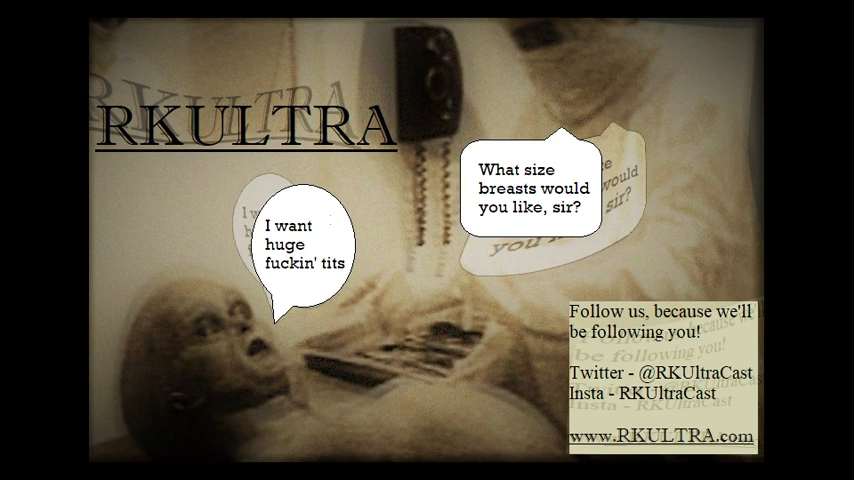 RKULTRA
What size
breasts would
you like, sir?
I want
huge
fuckin' tits
Follow us, because we'll
be following you!
Twitter - @RKUltraCast
Insta - RKUltraCast
www.RKULTRA.com